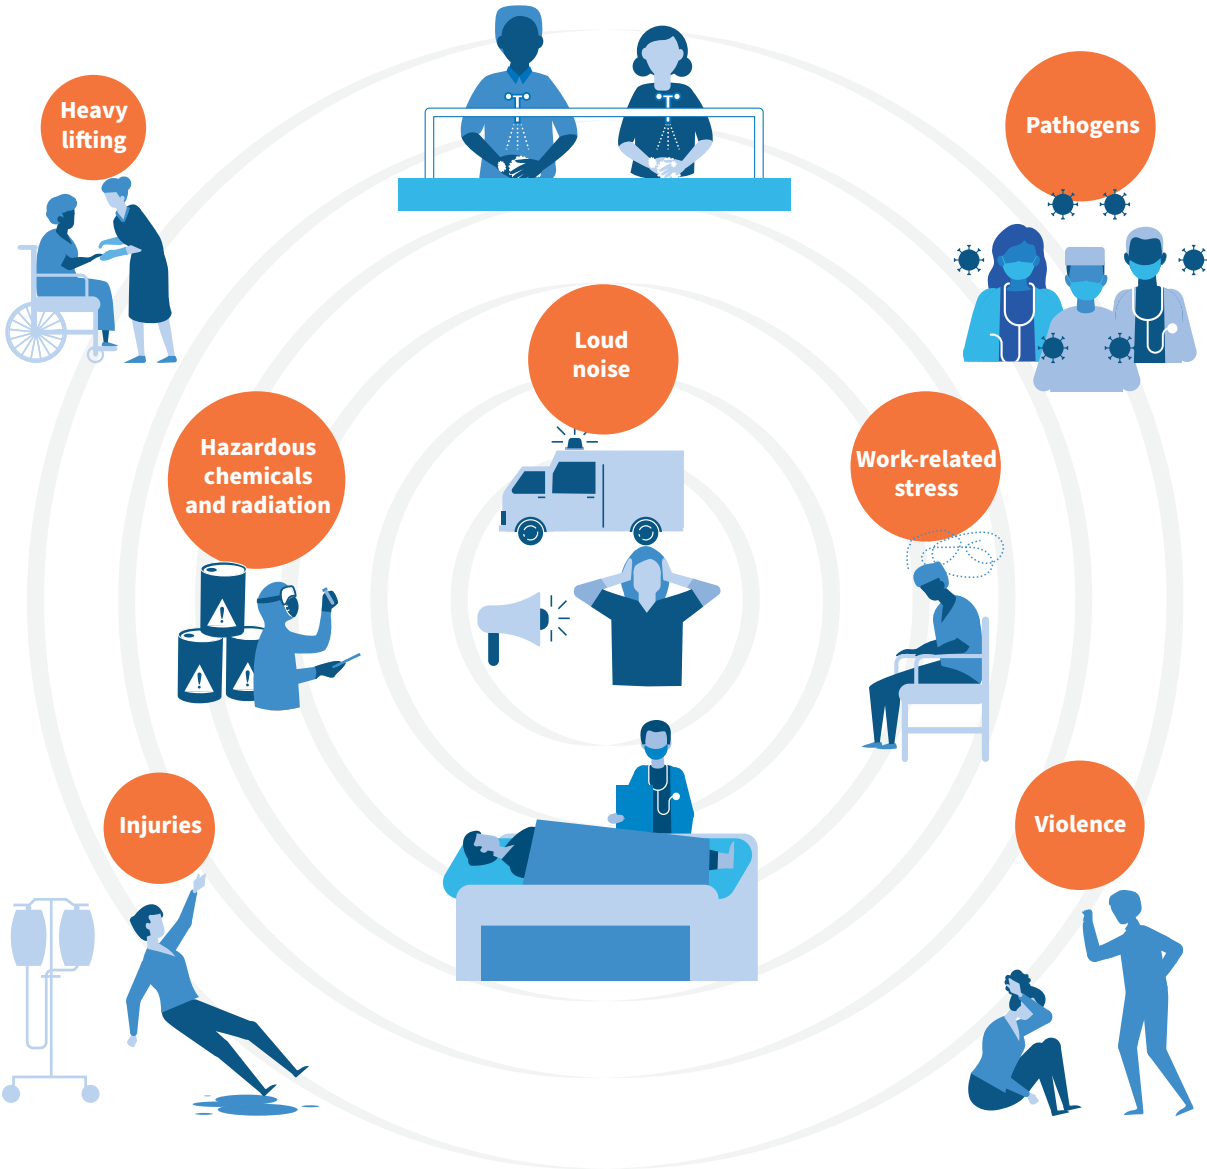 Heavy
lifting
Pathogens
Loud
noise
Hazardous
chemicals
and radiation
Work-related
stress
Injuries
Violence